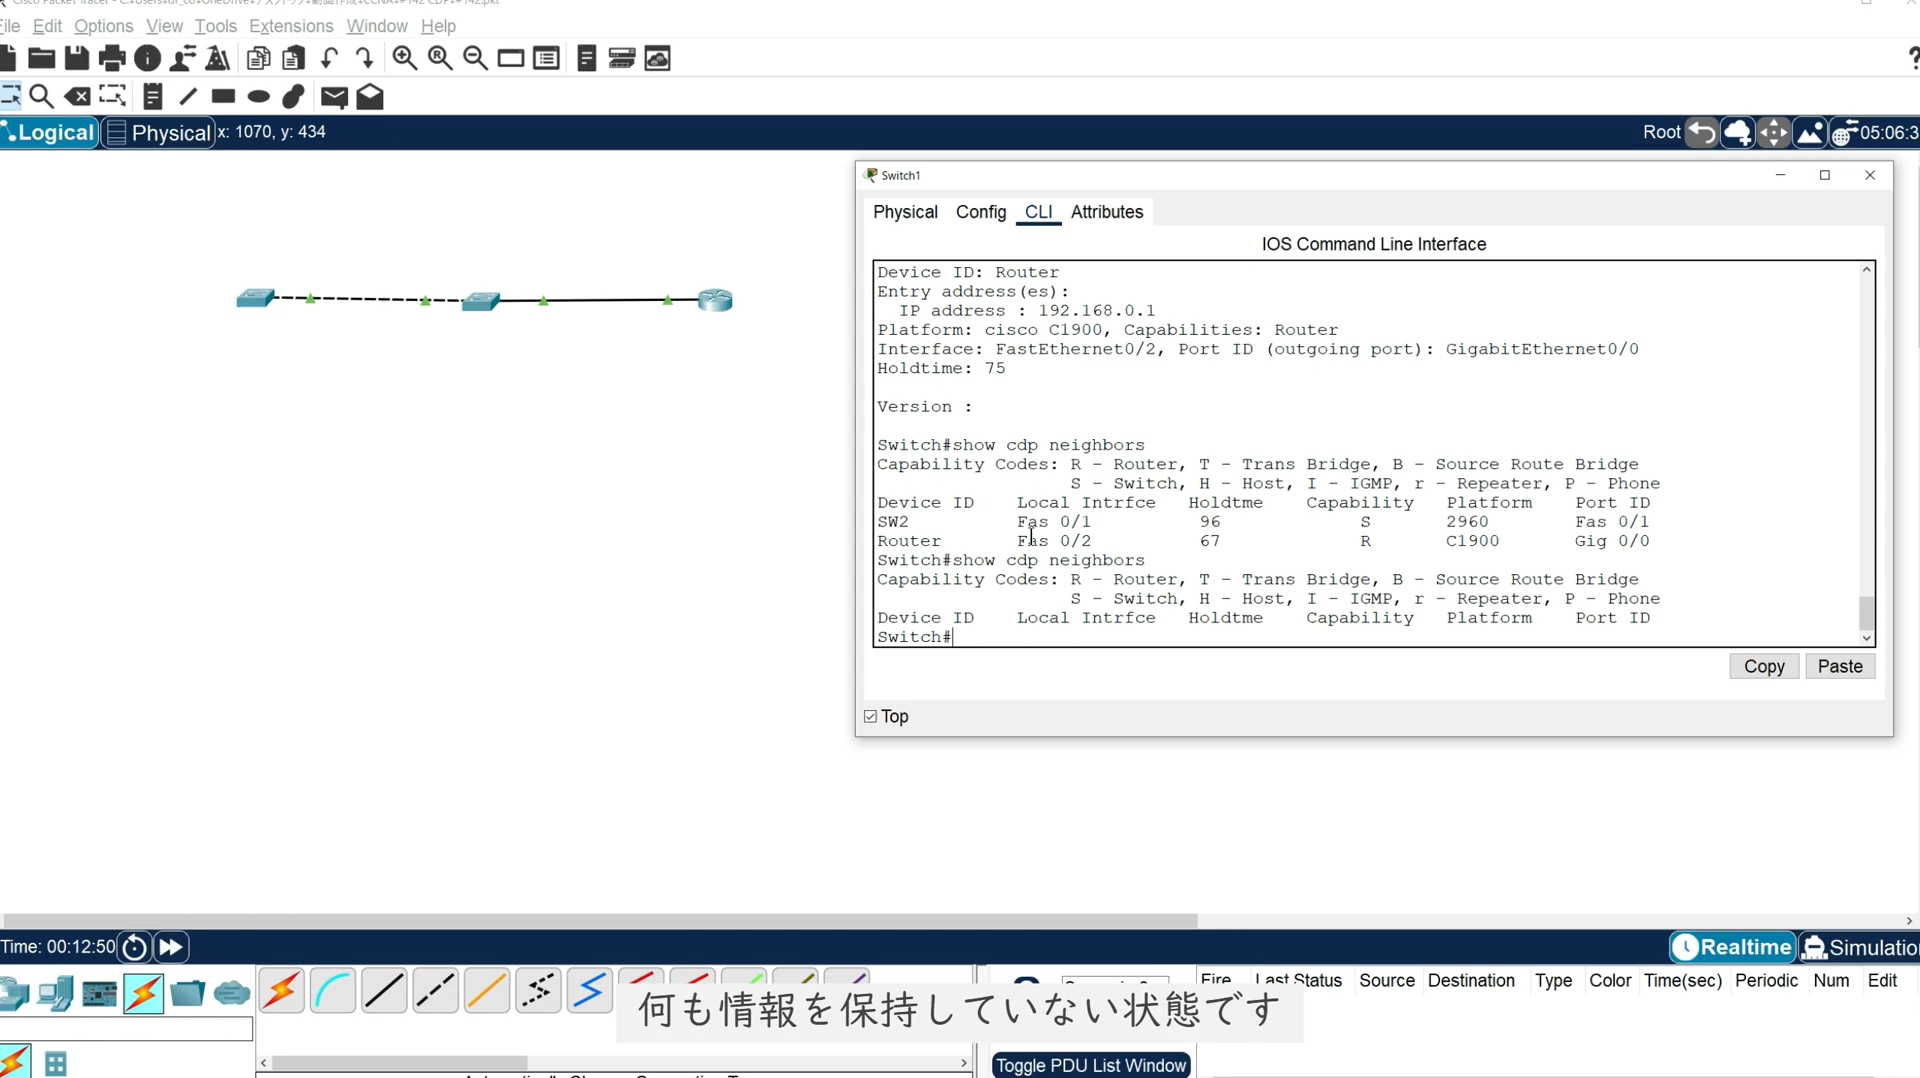 File Edit Options View Tools Extensions Window Help
Logical Physical x: 1070, y: 434 Root 05:06:3
Switch1
Physical Config CLI Attributes
IOS Command Line Interface
Device ID: Router
Entry address(es):
IP address : 192.168.0.1
Platform: cisco C1900, Capabilities: Router
Interface: FastEthernet0/2, Port ID (outgoing port): GigabitEthernet0/0
Holdtime: 75
Version :
Switch#show cdp neighbors
Capability Codes: R - Router, T - Trans Bridge, B - Source Route Bridge
S - Switch, H - Host, I - IGMP, r - Repeater, P - Phone
Device ID Local Intrfce Holdtme Capability Platform Port ID
SW2 Fas 0/1 96 S 2960 Fas 0/1
Router Fas 0/2 67 R C1900 Gig 0/0
Switch#show cdp neighbors
Capability Codes: R - Router, T - Trans Bridge, B - Source Route Bridge
S - Switch, H - Host, I - IGMP, r - Repeater, P - Phone
Device ID Local Intrfce Holdtme Capability Platform Port ID
Switch#
Copy Paste
Top
Time: 00:12:50 Realtime Simulatio
Fire Last Status Source Destination Type Color Time(sec) Periodic Num Edit
何も情報を保持していない状態です
Toggle PDU List Window